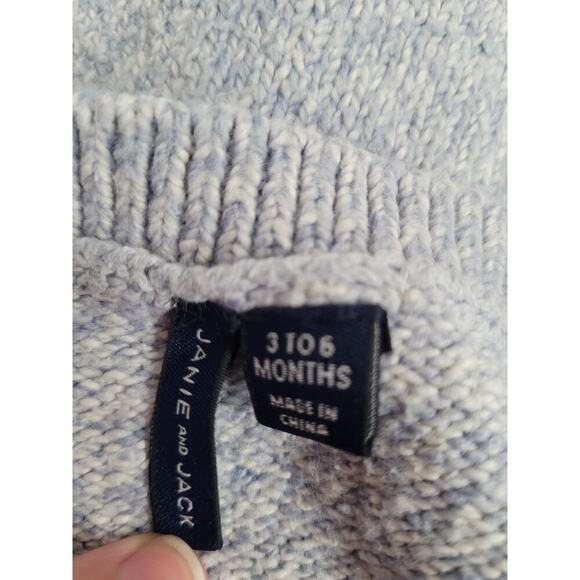 JANIE AND JACK
3 TO 6
MONTHS
MADE IN
CHINA